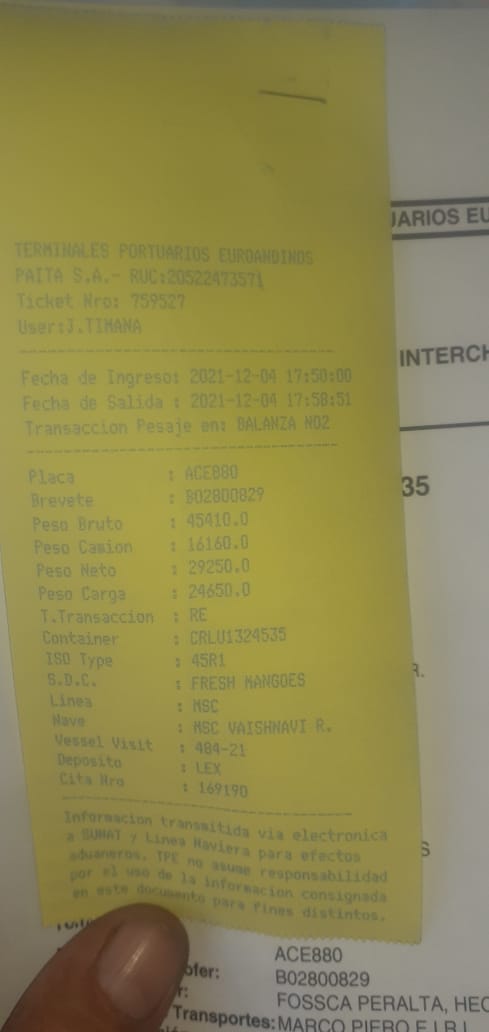 TERMINALES PORTUARIOS EUROANDINOS
PAITA S.A.- RUC:20522473571
Ticket Nro: 759527
User:J.TIMANA
Fecha de Ingreso: 2021-12-04 17:50:00
Fecha de Salida : 2021-12-04 17:58:51
Transaccion Pesaje en: BALANZA NO2
Placa : ACE880
Brevete : B02800829
Peso Bruto : 45410.0
Peso Camion : 16160.0
Peso Neto : 29250.0
Peso Carga : 24650.0
T.Transaccion : RE
Container : CRLU1324535
ISO Type : 45R1
S.D.C. : FRESH MANGOES
Linea : MSC
Nave : MSC VAISHNAVI R.
Vessel Visit : 484-21
Deposito : LEX
Cita Nro : 169190
Informacion transmitida via electronica
a SUNAT y Linea Naviera para efectos
aduaneros. TPE no asume responsabilidad
por el uso de la informacion consignada
en este documento para fines distintos.
UARIOS EU
INTERCH
35
R.
S
ofer: ACE880
r: B02800829
FOSSCA PERALTA, HEC
Transportes: MARCO PIERO E.I.R.L